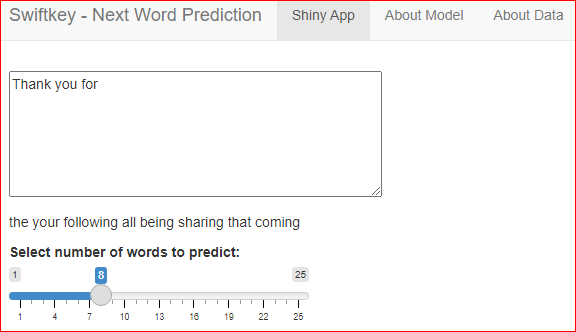 Swiftkey - Next Word Prediction Shiny App About Model About Data
Thank you for
the your following all being sharing that coming
Select number of words to predict:
1 8 25
1 4 7 10 13 16 19 22 25